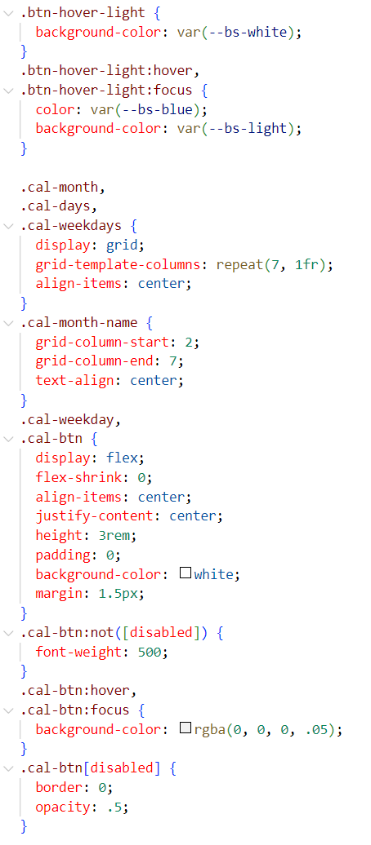 .btn-hover-light {
background-color: var(--bs-white);
}
.btn-hover-light:hover,
.btn-hover-light:focus {
color: var(--bs-blue);
background-color: var(--bs-light);
}
.cal-month,
.cal-days,
.cal-weekdays {
display: grid;
grid-template-columns: repeat(7, 1fr);
align-items: center;
}
.cal-month-name {
grid-column-start: 2;
grid-column-end: 7;
text-align: center;
}
.cal-weekday,
.cal-btn {
display: flex;
flex-shrink: 0;
align-items: center;
justify-content: center;
height: 3rem;
padding: 0;
background-color: white;
margin: 1.5px;
}
.cal-btn:not([disabled]) {
font-weight: 500;
}
.cal-btn:hover,
.cal-btn:focus {
background-color: rgba(0, 0, 0, .05);
}
.cal-btn[disabled] {
border: 0;
opacity: .5;
}